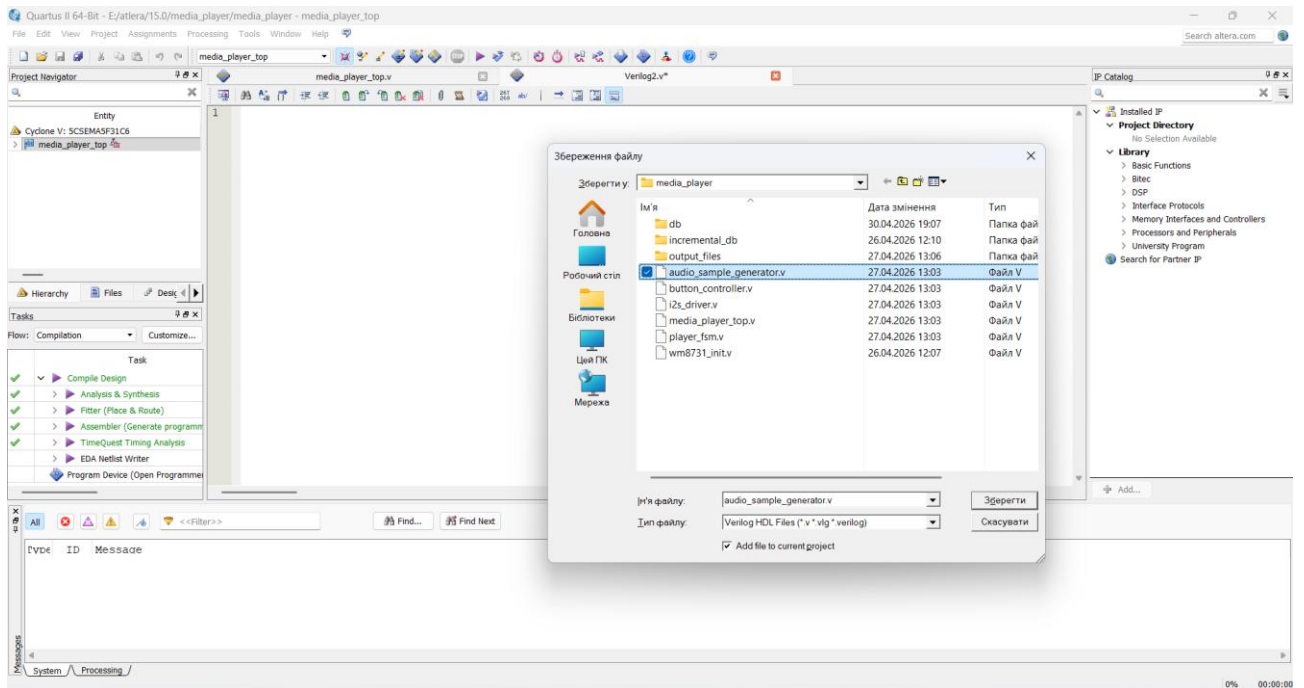 Quartus II 64-Bit - E:/atlera/15.0/media_player/media_player - media_player_top
File Edit View Project Assignments Processing Tools Window Help
Search altera.com
media_player_top
Project Navigator
media_player_top.v
Verilog2.v*
IP Catalog
Entity
Cyclone V: 5CSEMA5F31C6
media_player_top
1
Installed IP
Project Directory
No Selection Available
Library
Basic Functions
Bitec
DSP
Interface Protocols
Memory Interfaces and Controllers
Processors and Peripherals
University Program
Search for Partner IP
Add...
Збереження файлу
Зберегти у: media_player
Головна
Робочий стіл
Бібліотеки
Цей ПК
Мережа
Ім'я Дата змінення Тип
db 30.04.2026 19:07 Папка фай
incremental_db 26.04.2026 12:10 Папка фай
output_files 27.04.2026 13:06 Папка фай
audio_sample_generator.v 27.04.2026 13:03 Файл V
button_controller.v 27.04.2026 13:03 Файл V
i2s_driver.v 27.04.2026 13:03 Файл V
media_player_top.v 27.04.2026 13:03 Файл V
player_fsm.v 27.04.2026 13:03 Файл V
wm8731_init.v 26.04.2026 12:07 Файл V
Ім'я файлу: audio_sample_generator.v Зберегти
Тип файлу: Verilog HDL Files (*.v *.vlg *.verilog) Скасувати
Add file to current project
Hierarchy Files Desig
Tasks
Flow: Compilation Customize...
Task
Compile Design
Analysis & Synthesis
Fitter (Place & Route)
Assembler (Generate programm
TimeQuest Timing Analysis
EDA Netlist Writer
Program Device (Open Programmer
All <<Filter>> Find... Find Next
Type ID Message
Messages
System Processing
0% 00:00:00